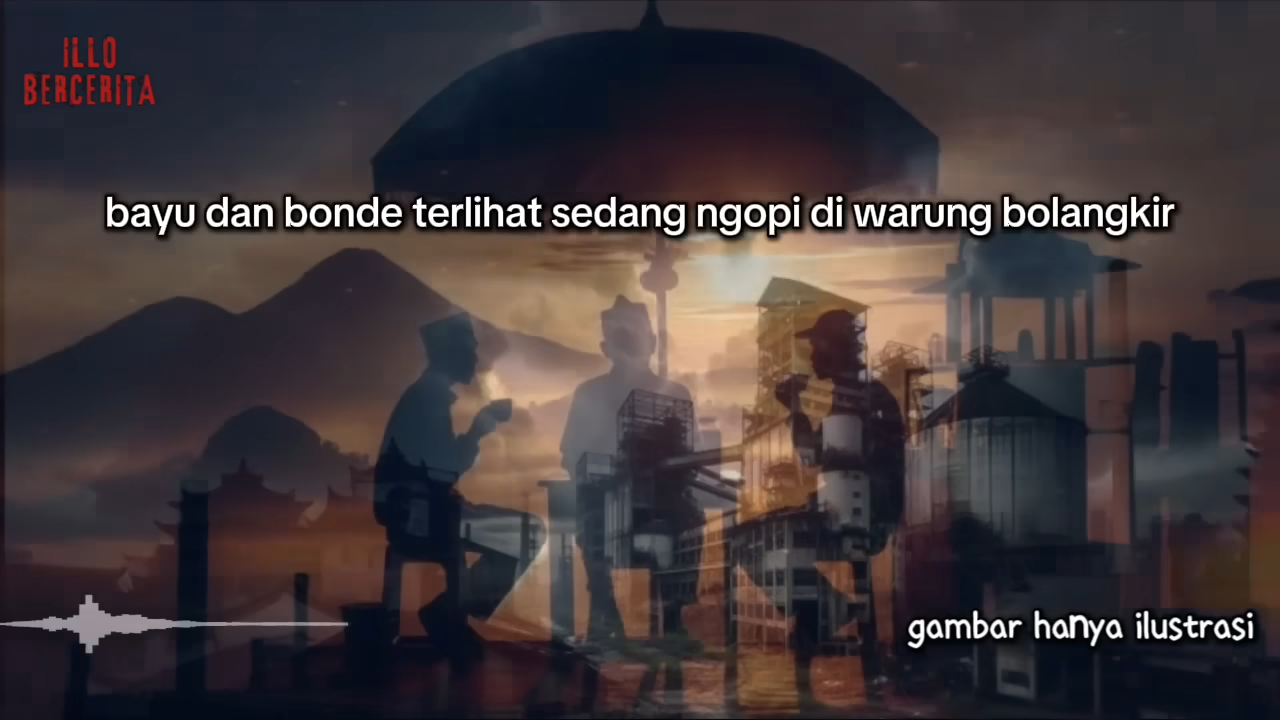 ILLO
BERCERITA
bayu dan bonde terlihat sedang ngopi di warung bolangkir
gambar hanya ilustrasi